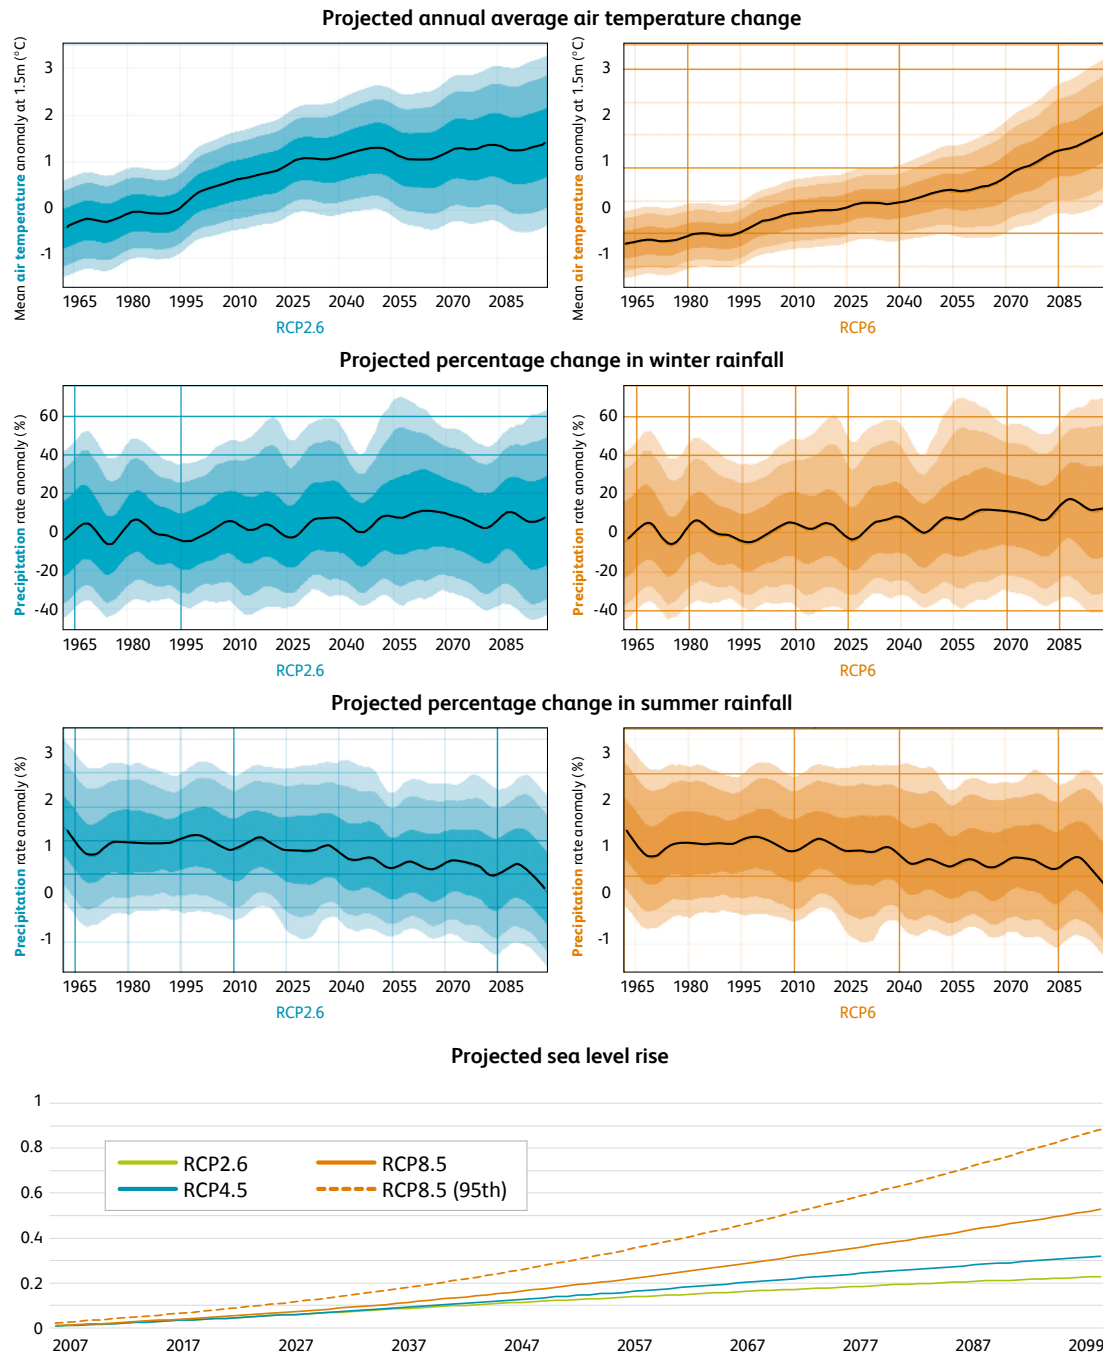 Projected annual average air temperature change
Mean air temperature anomaly at 1.5m (°C)
3
2
1
0
-1
1965 1980 1995 2010 2025 2040 2055 2070 2085
RCP2.6
Mean air temperature anomaly at 1.5m (°C)
3
2
1
0
-1
1965 1980 1995 2010 2025 2040 2055 2070 2085
RCP6
Projected percentage change in winter rainfall
Precipitation rate anomaly (%)
60
40
20
0
-20
-40
1965 1980 1995 2010 2025 2040 2055 2070 2085
RCP2.6
Precipitation rate anomaly (%)
60
40
20
0
-20
-40
1965 1980 1995 2010 2025 2040 2055 2070 2085
RCP6
Projected percentage change in summer rainfall
Precipitation rate anomaly (%)
3
2
1
0
-1
1965 1980 1995 2010 2025 2040 2055 2070 2085
RCP2.6
Precipitation rate anomaly (%)
3
2
1
0
-1
1965 1980 1995 2010 2025 2040 2055 2070 2085
RCP6
Projected sea level rise
1
0.8
0.6
0.4
0.2
0
RCP2.6 RCP8.5
RCP4.5 RCP8.5 (95th)
2007 2017 2027 2037 2047 2057 2067 2077 2087 2099